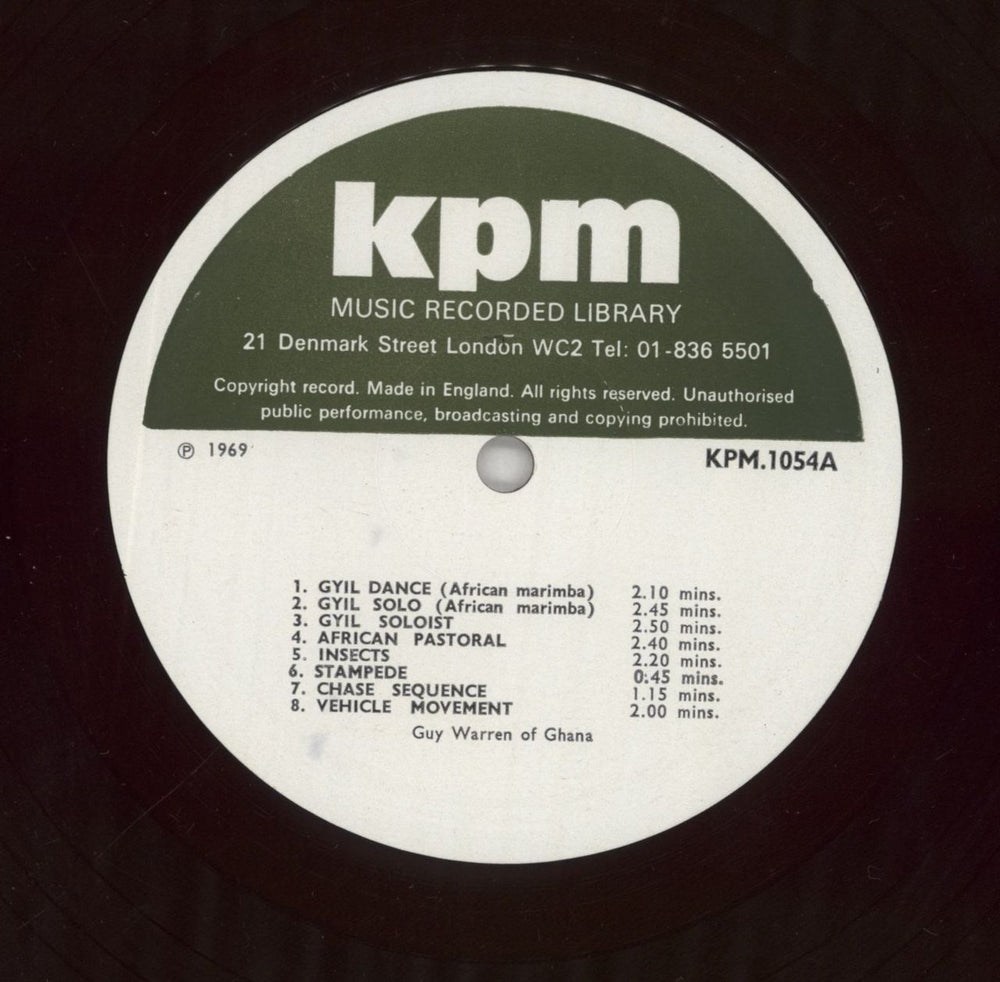 kpm
MUSIC RECORDED LIBRARY
21 Denmark Street London WC2 Tel: 01-836 5501
Copyright record. Made in England. All rights reserved. Unauthorised
public performance, broadcasting and copying prohibited.
℗ 1969 KPM.1054A
1. GYIL DANCE (African marimba) 2.10 mins.
2. GYIL SOLO (African marimba) 2.45 mins.
3. GYIL SOLOIST 2.50 mins.
4. AFRICAN PASTORAL 2.40 mins.
5. INSECTS 2.20 mins.
6. STAMPEDE 0.45 mins.
7. CHASE SEQUENCE 1.15 mins.
8. VEHICLE MOVEMENT 2.00 mins.
Guy Warren of Ghana